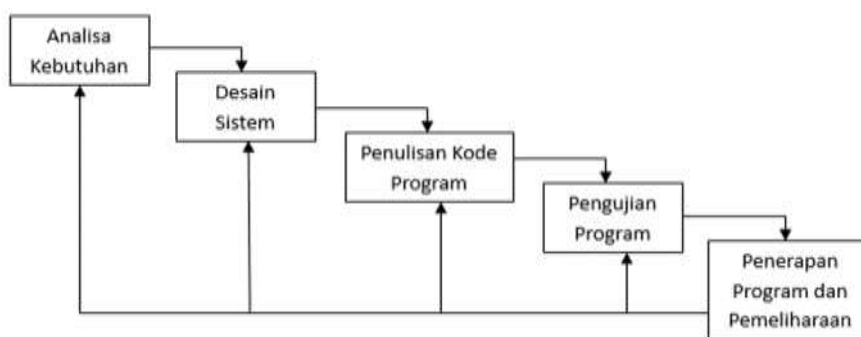 Analisa
Kebutuhan
Desain
Sistem
Penulisan Kode
Program
Pengujian
Program
Penerapan
Program dan
Pemeliharaan